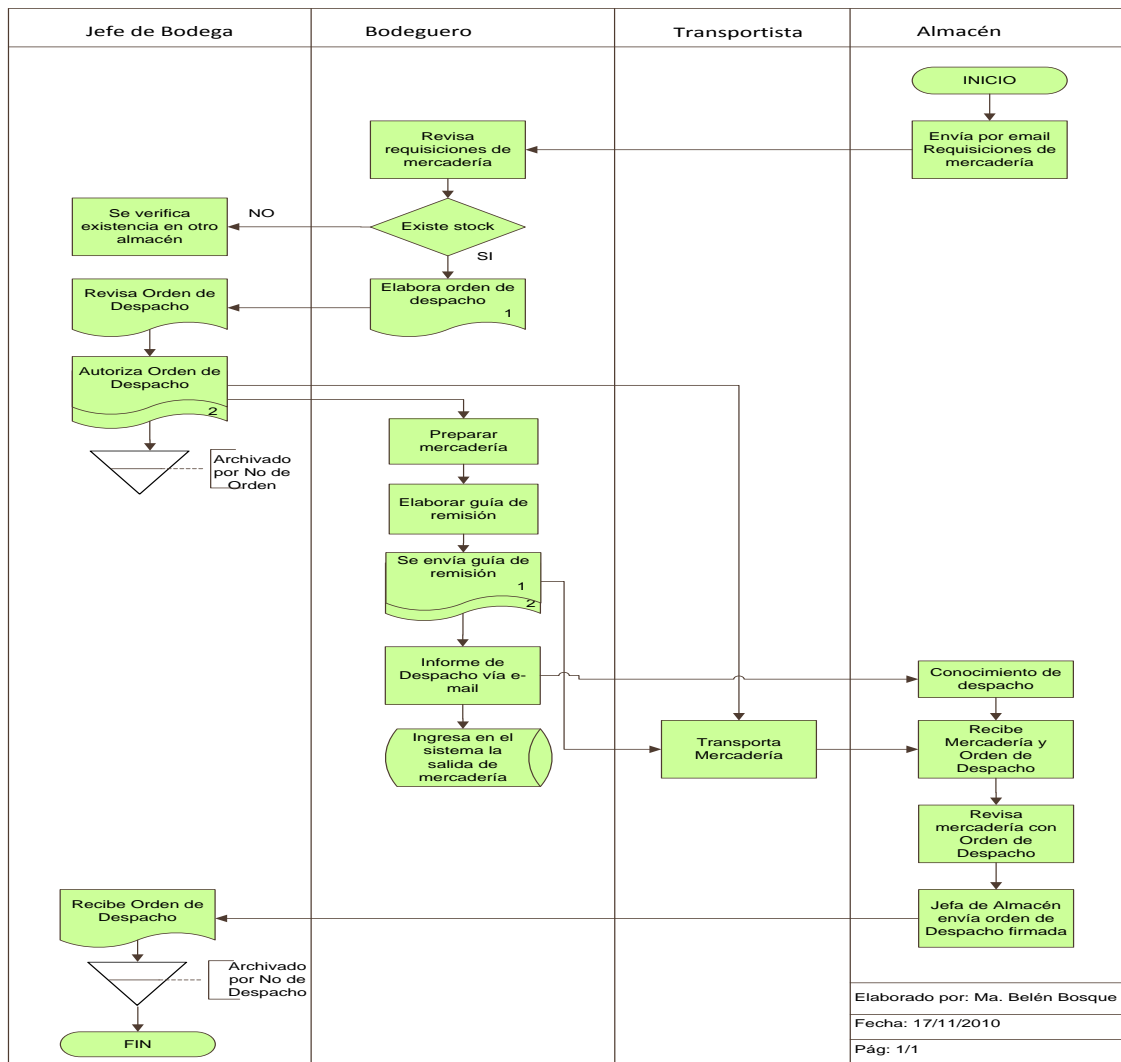 Jefe de Bodega
Bodeguero
Transportista
Almacén
INICIO
Envía por email
Requisiciones de
mercadería
Revisa
requisiciones de
mercadería
Existe stock
NO
SI
Se verifica
existencia en otro
almacén
Elabora orden de
despacho
1
Revisa Orden de
Despacho
Autoriza Orden de
Despacho
2
Archivado
por No de
Orden
Preparar
mercadería
Elaborar guía de
remisión
Se envía guía de
remisión
1
2
Informe de
Despacho vía e-
mail
Ingresa en el
sistema la
salida de
mercadería
Transporta
Mercadería
Conocimiento de
despacho
Recibe
Mercadería y
Orden de
Despacho
Revisa
mercadería con
Orden de
Despacho
Jefa de Almacén
envía orden de
Despacho firmada
Recibe Orden de
Despacho
Archivado
por No de
Despacho
FIN
Elaborado por: Ma. Belén Bosque
Fecha: 17/11/2010
Pág: 1/1